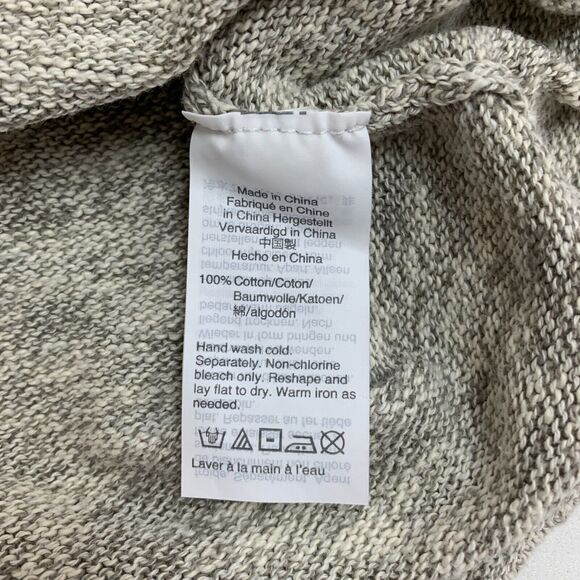 Made in China
Fabriqué en Chine
in China Hergestellt
Vervaardigd in China
中国製
Hecho en China
100% Cotton/Coton/
Baumwolle/Katoen/
綿/algodón
Hand wash cold.
Separately. Non-chlorine
bleach only. Reshape and
lay flat to dry. Warm iron as
needed.
Laver à la main à l'eau